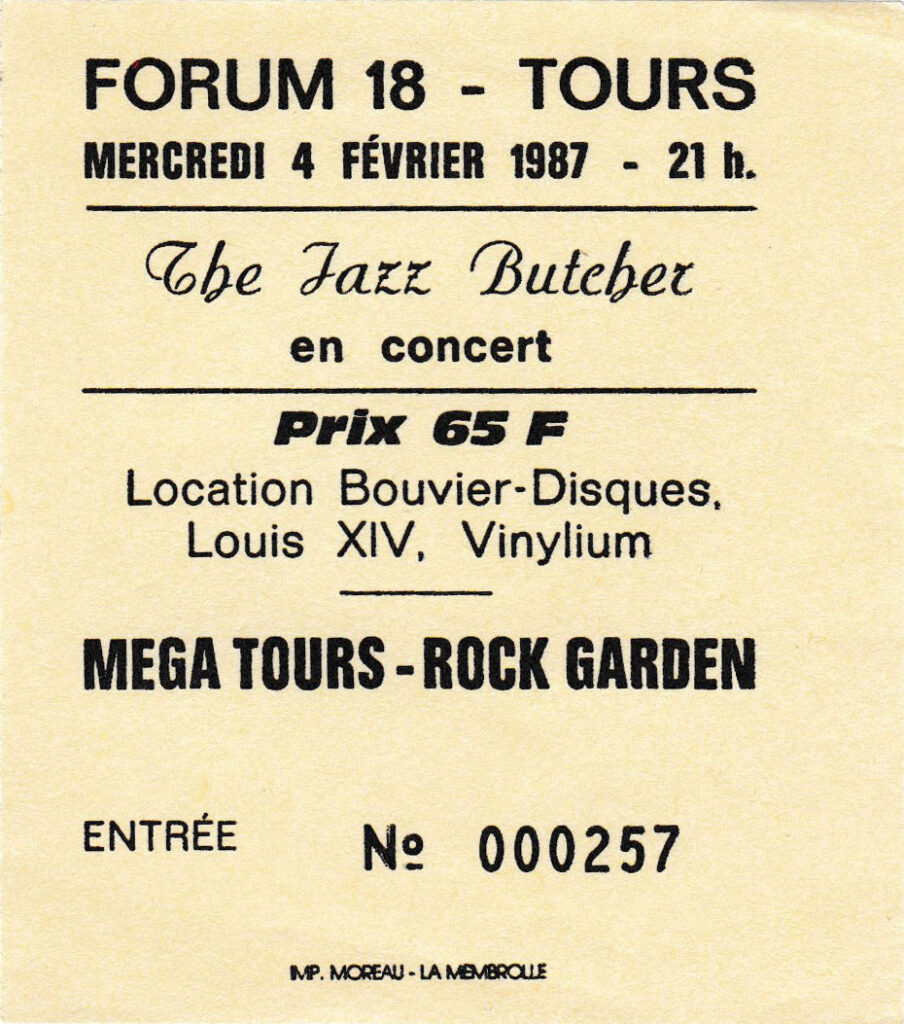 FORUM 18 - TOURS
MERCREDI 4 FÉVRIER 1987 - 21 h.
The Jazz Butcher
en concert
Prix 65 F
Location Bouvier-Disques,
Louis XIV, Vinylium
MEGA TOURS - ROCK GARDEN
ENTRÉE Nº 000257
IMP. MOREAU - LA MEMBROLLE